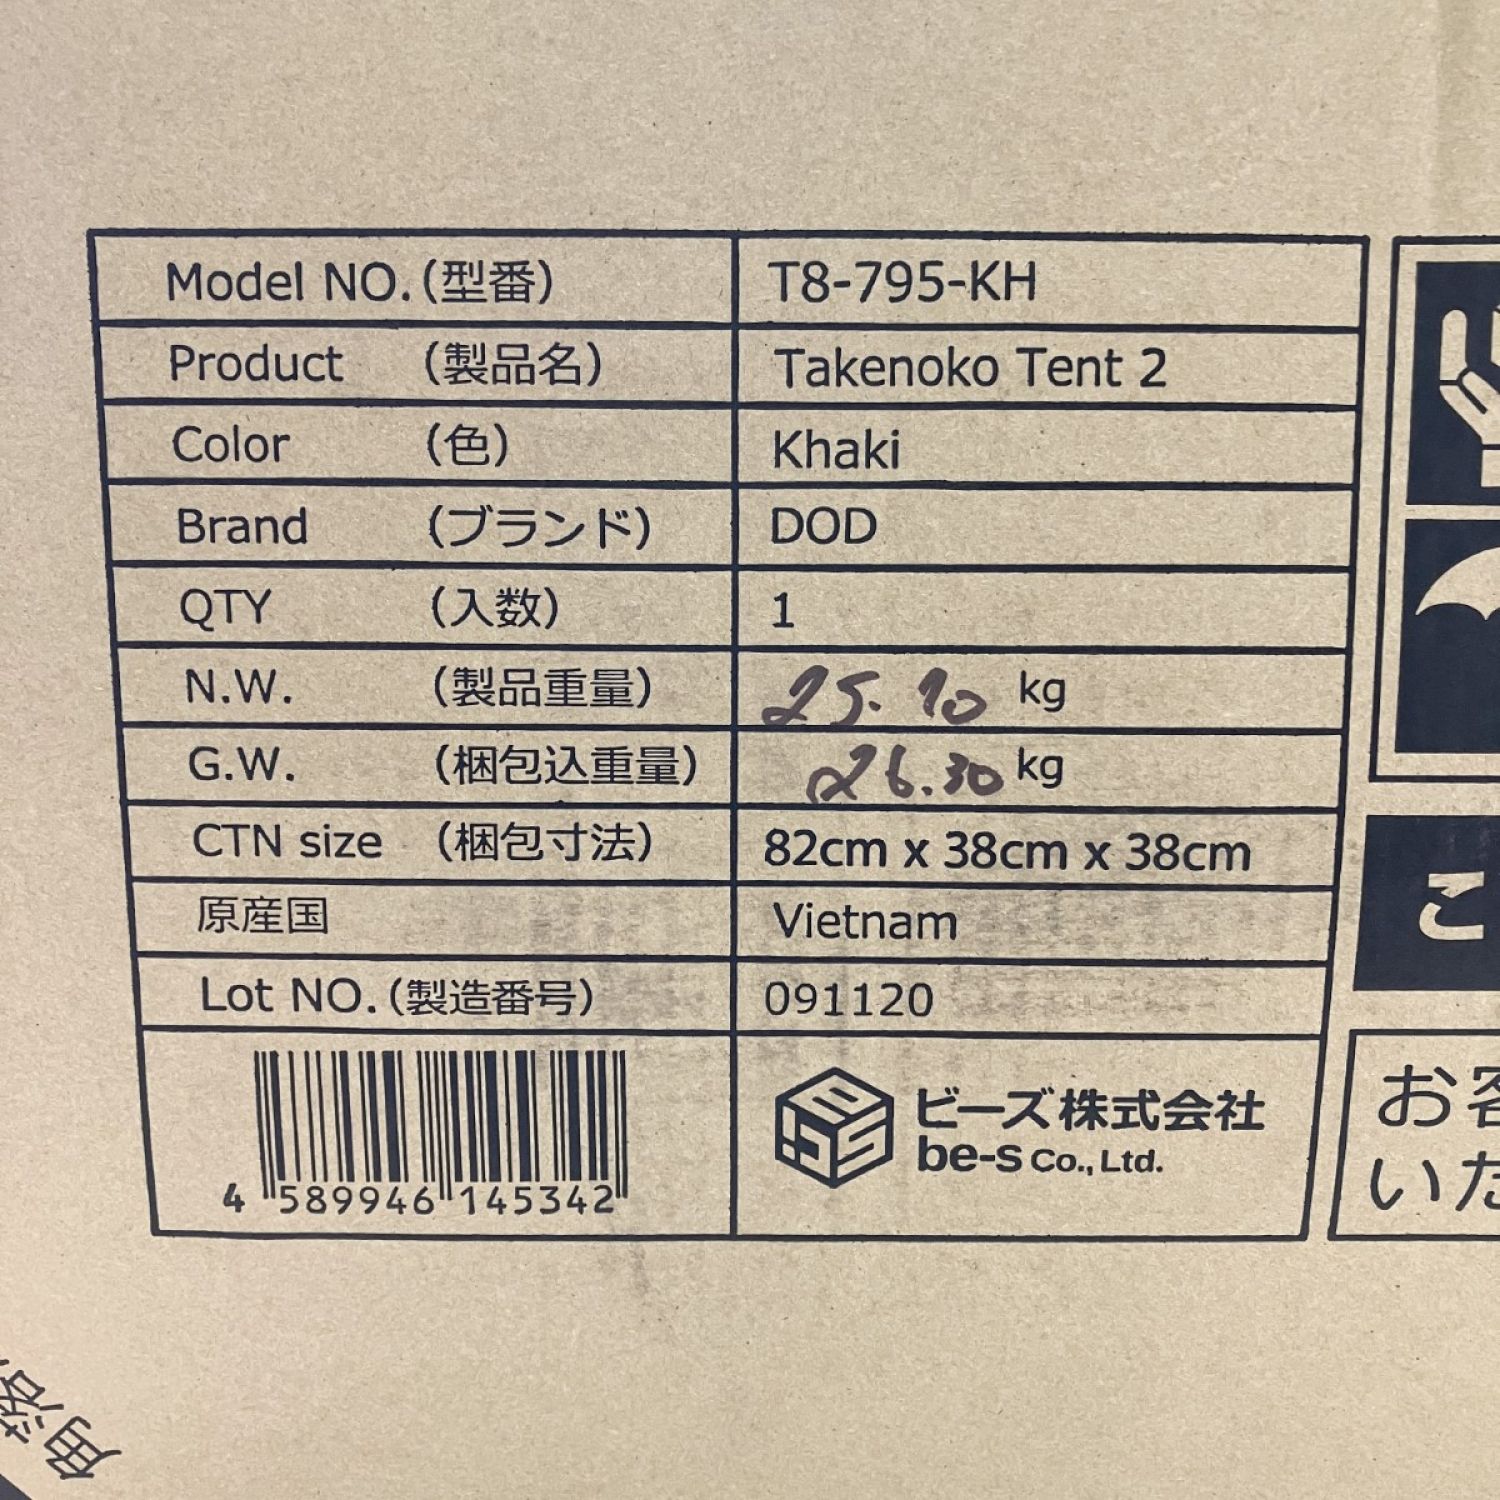 Model NO.(型番) T8-795-KH
Product (製品名) Takenoko Tent 2
Color (色) Khaki
Brand (ブランド) DOD
QTY (入数) 1
N.W. (製品重量) 25.10 kg
G.W. (梱包込重量) 26.30 kg
CTN size (梱包寸法) 82cm x 38cm x 38cm
原産国 Vietnam
Lot NO.(製造番号) 091120
4 589946 145342
ビーズ株式会社
be-s Co., Ltd.
こ
お客
いた
角落